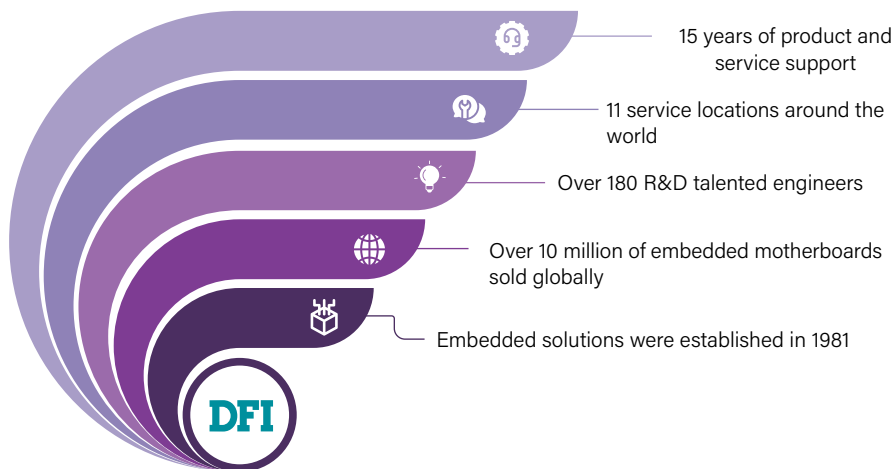 15 years of product and
service support
11 service locations around the
world
Over 180 R&D talented engineers
Over 10 million of embedded motherboards
sold globally
Embedded solutions were established in 1981
DFI